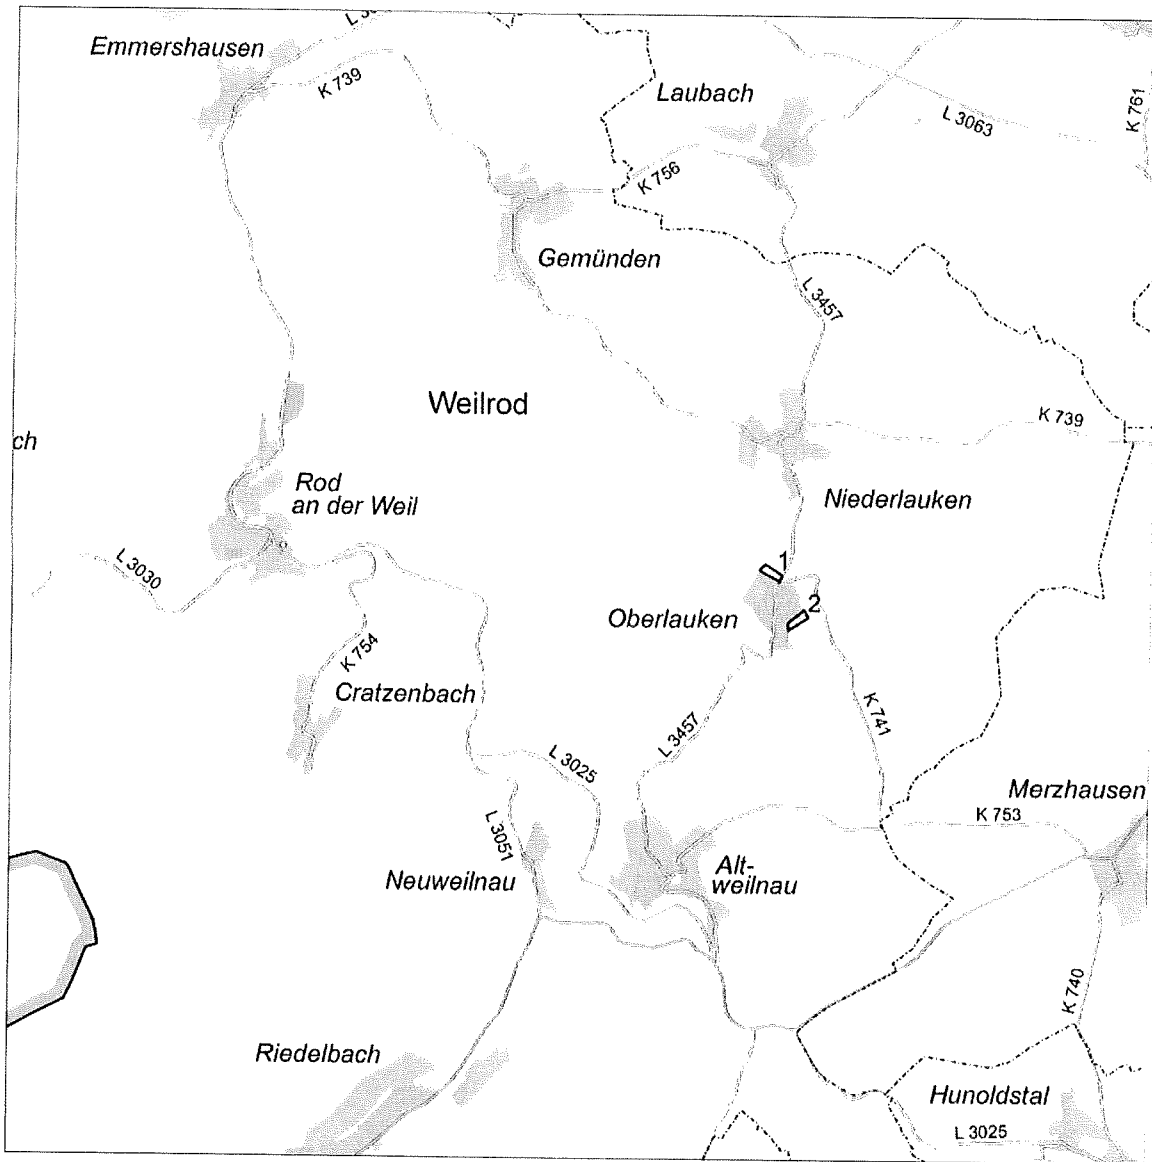 Emmershausen
K 739
Laubach
L 3063
K 761
K 756
Gemünden
L 3457
Weilrod
K 739
ch
Rod
an der Weil
Niederlauken
L 3030
1
Oberlauken
2
K 754
Cratzenbach
K 741
L 3457
L 3025
Merzhausen
K 753
L 3051
Neuweilnau
Alt-
weilnau
K 740
Riedelbach
Hunoldstal
L 3025